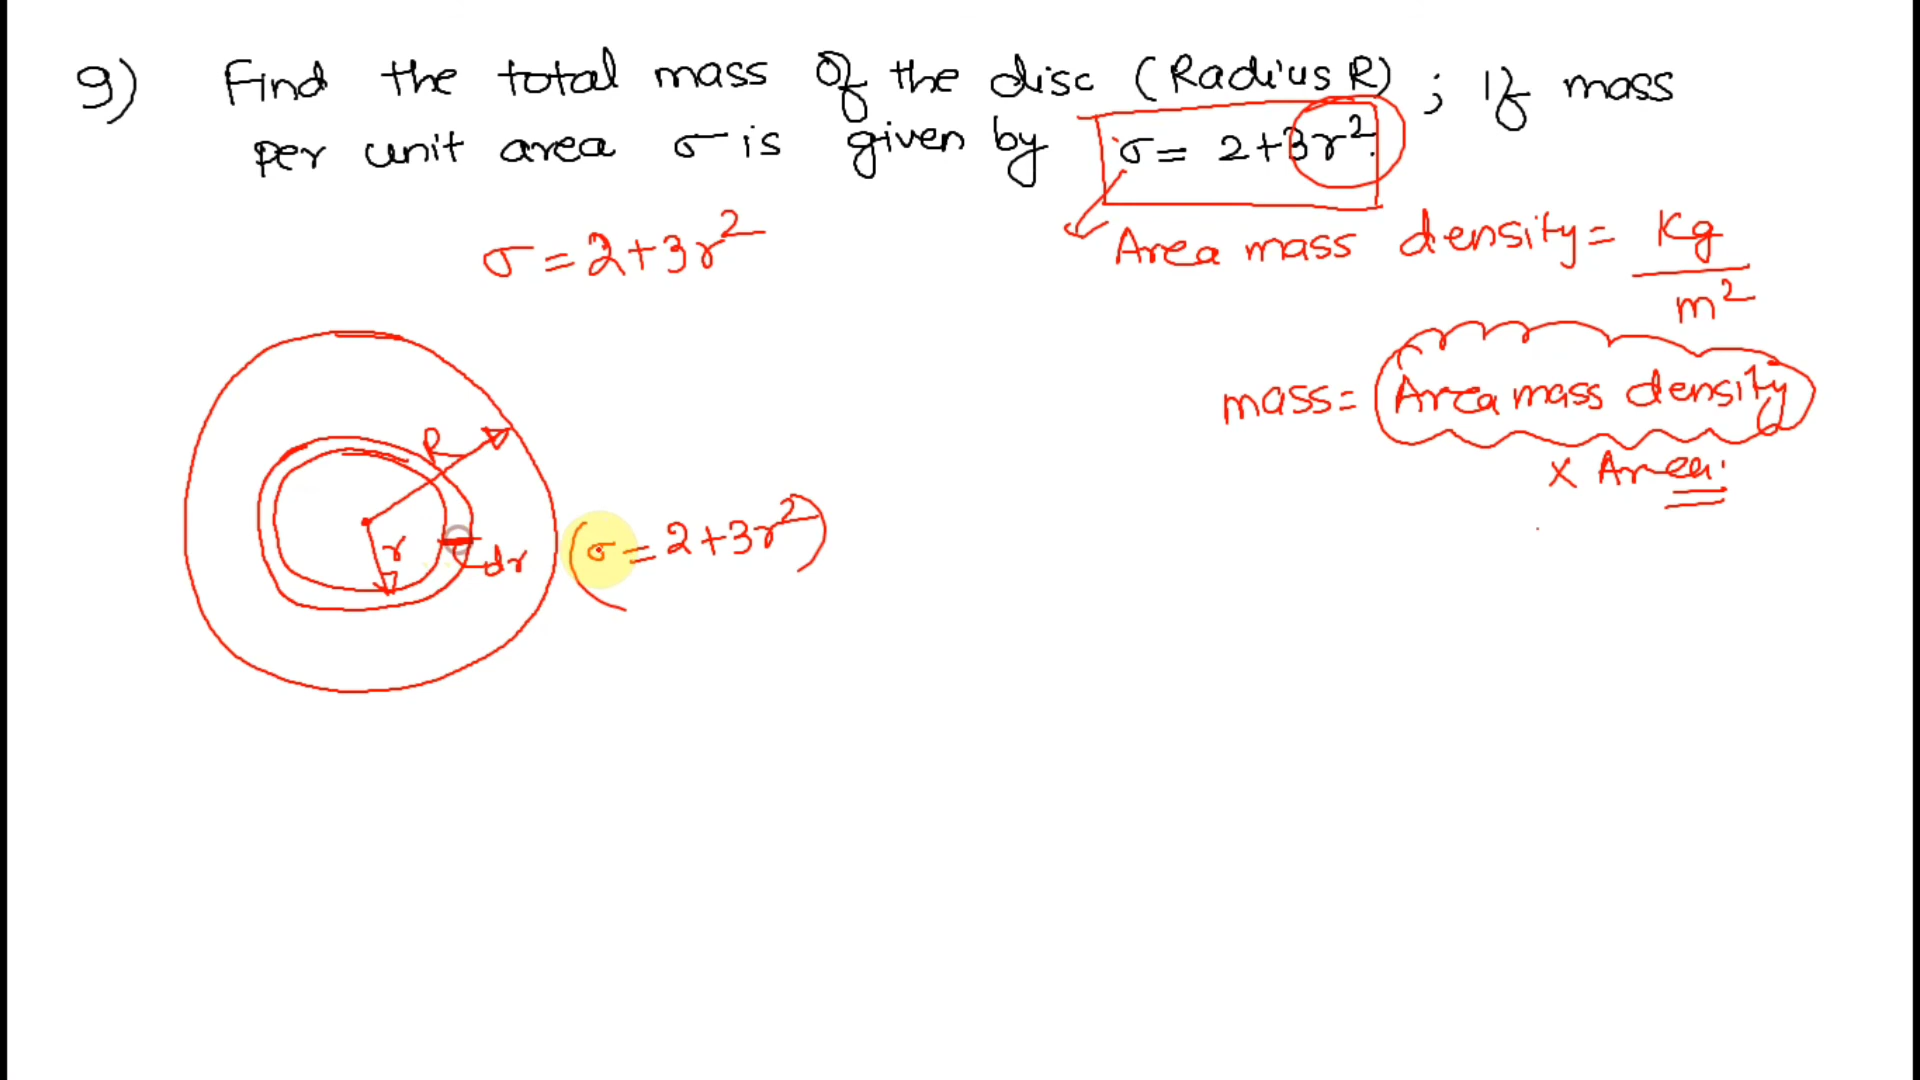 9) Find the total mass of the disc (Radius R) ; If mass
per unit area σ is given by σ = 2+3r².
σ = 2+3r²
Area mass density = Kg/m²
mass = Area mass density
x Area.
R
r
dr
(σ = 2+3r²)